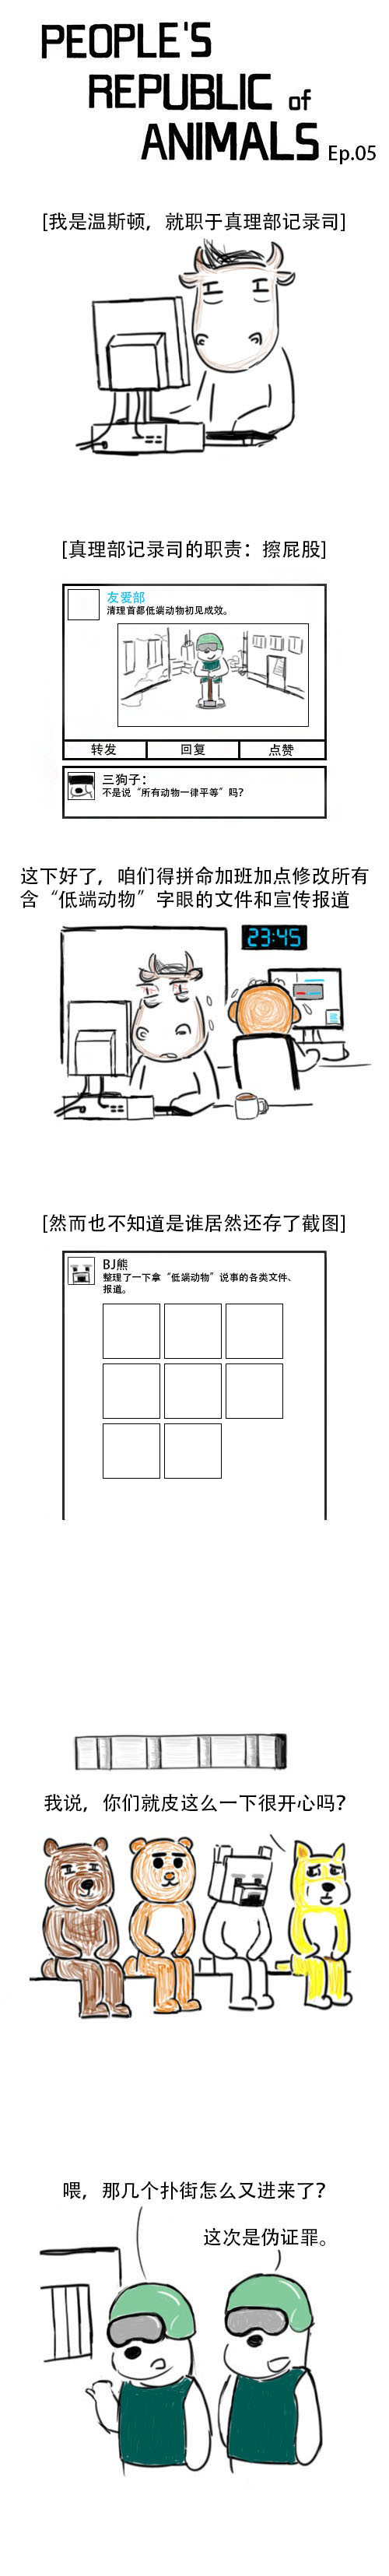 PEOPLE'S
REPUBLIC of
ANIMALS Ep.05
[我是温斯顿，就职于真理部记录司]
[真理部记录司的职责：擦屁股]
友爱部
清理首都低端动物初见成效。
转发 回复 点赞
三狗子：
不是说“所有动物一律平等”吗？
这下好了，咱们得拼命加班加点修改所有
含“低端动物”字眼的文件和宣传报道
23:45
[然而也不知道是谁居然还存了截图]
BJ熊
整理了一下拿“低端动物”说事的各类文件、
报道。
我说，你们就皮这么一下很开心吗？
喂，那几个扑街怎么又进来了？
这次是伪证罪。